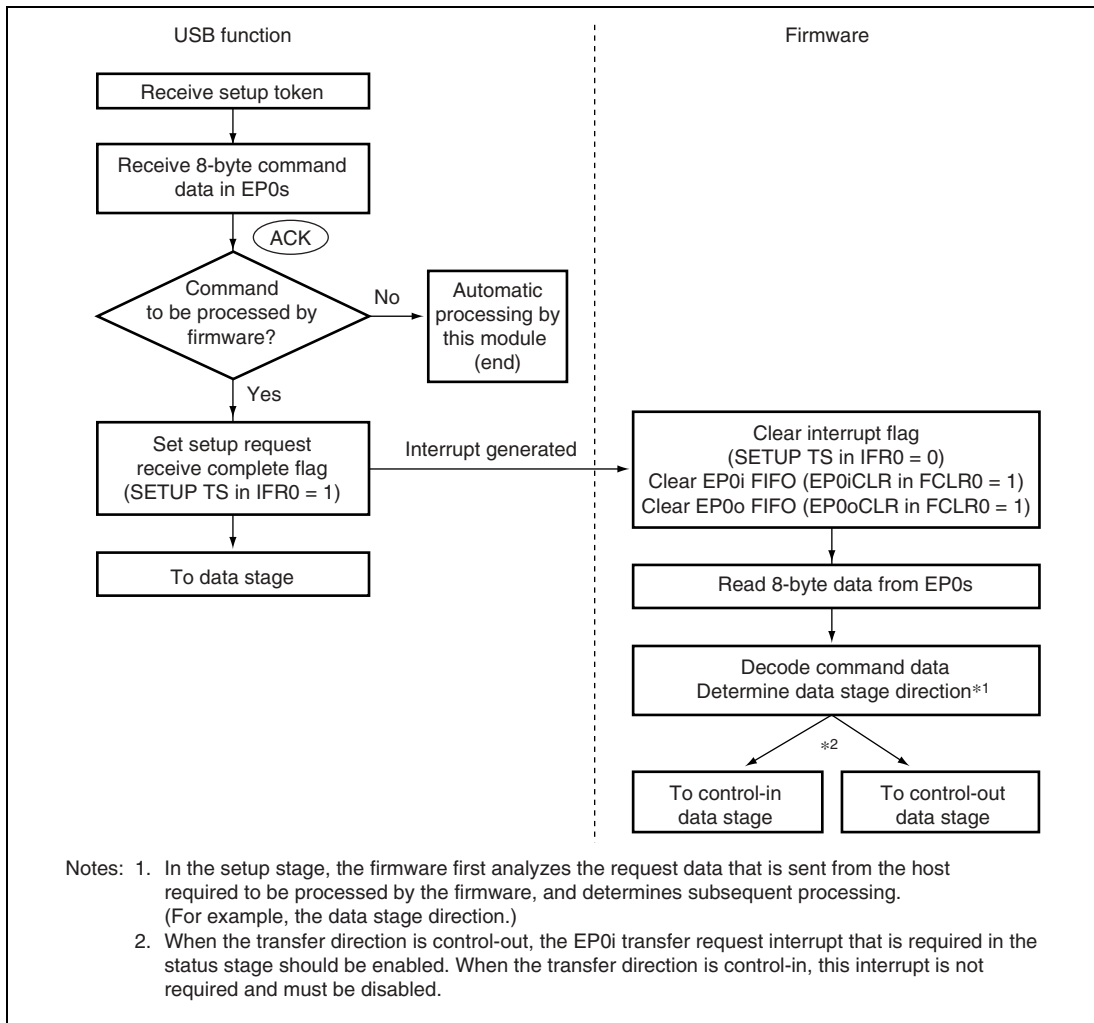 USB function
Firmware
Receive setup token
Receive 8-byte command
data in EP0s
ACK
Command
to be processed by
firmware?
No
Automatic
processing by
this module
(end)
Yes
Set setup request
receive complete flag
(SETUP TS in IFR0 = 1)
Interrupt generated
Clear interrupt flag
(SETUP TS in IFR0 = 0)
Clear EP0i FIFO (EP0iCLR in FCLR0 = 1)
Clear EP0o FIFO (EP0oCLR in FCLR0 = 1)
To data stage
Read 8-byte data from EP0s
Decode command data
Determine data stage direction*1
*2
To control-in
data stage
To control-out
data stage
Notes: 1. In the setup stage, the firmware first analyzes the request data that is sent from the host
required to be processed by the firmware, and determines subsequent processing.
(For example, the data stage direction.)
2. When the transfer direction is control-out, the EP0i transfer request interrupt that is required in the
status stage should be enabled. When the transfer direction is control-in, this interrupt is not
required and must be disabled.